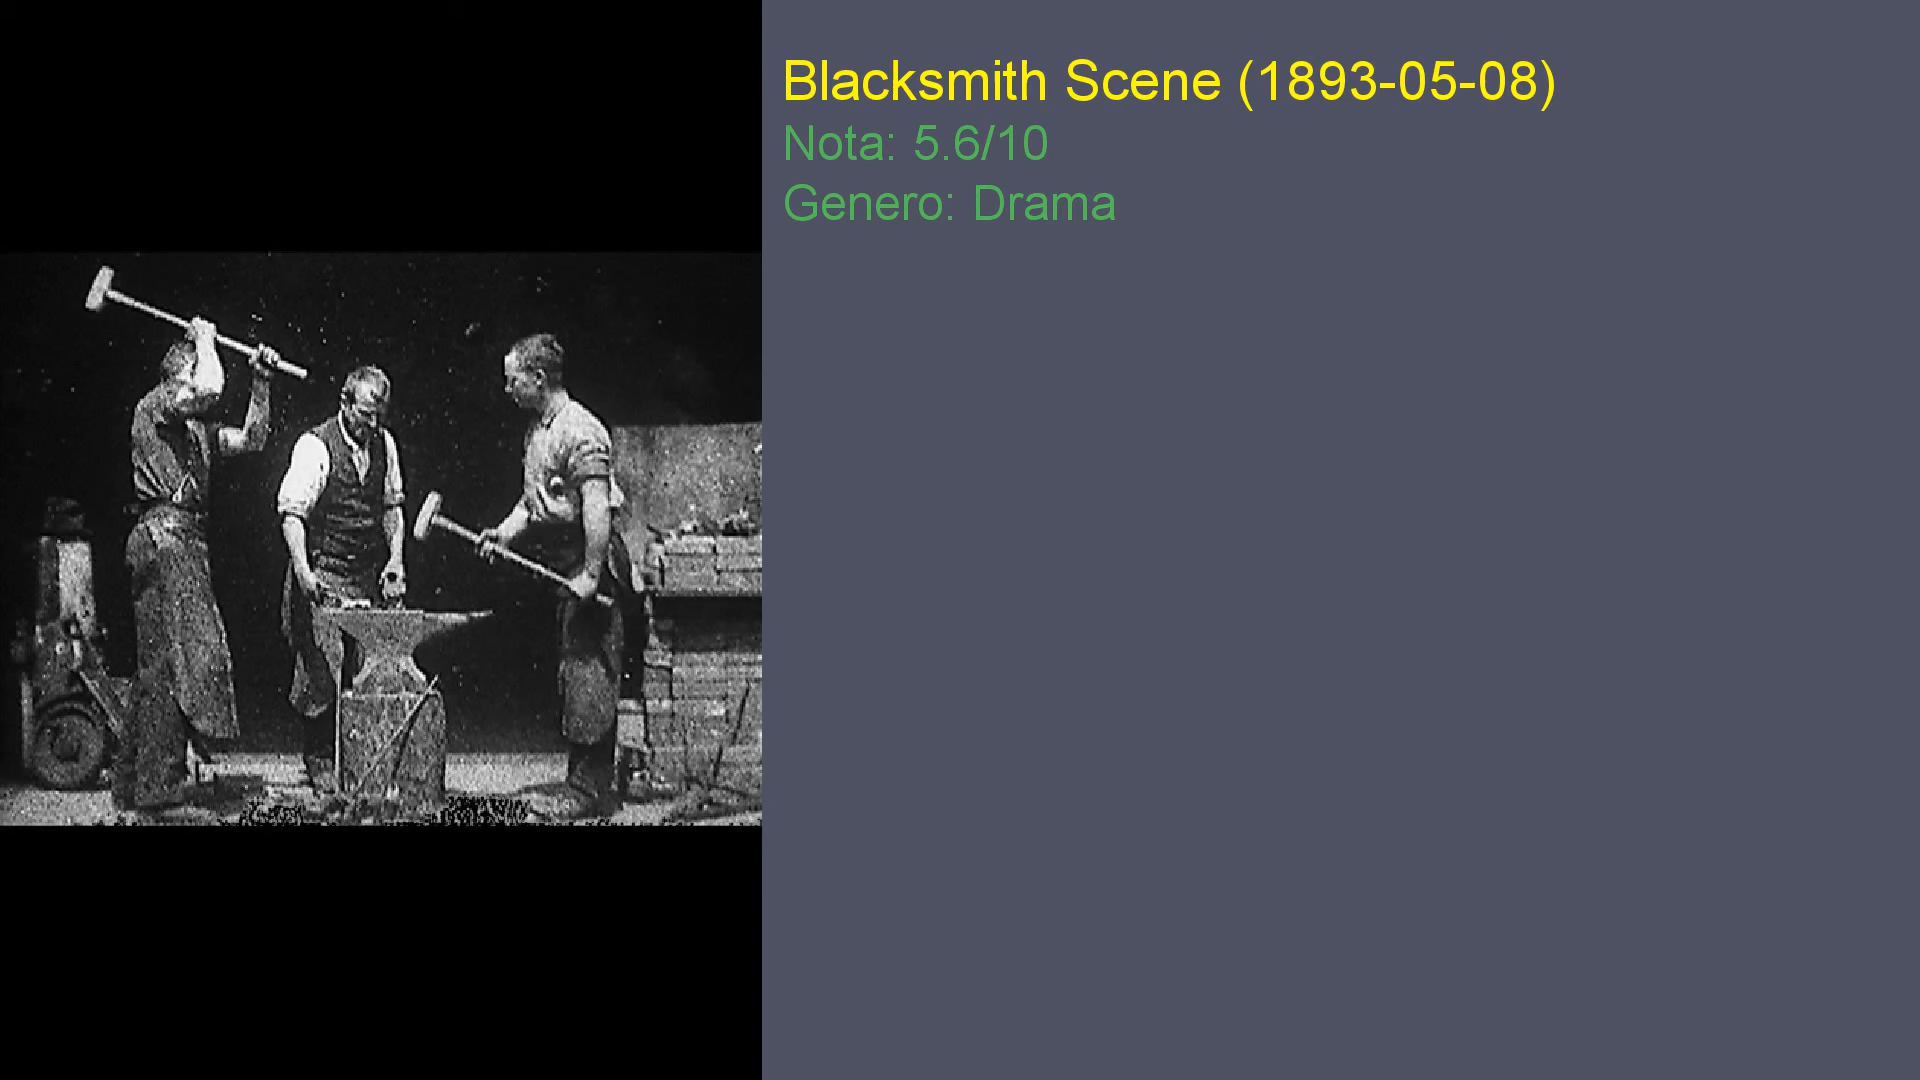 Blacksmith Scene (1893-05-08)
Nota: 5.6/10
Genero: Drama